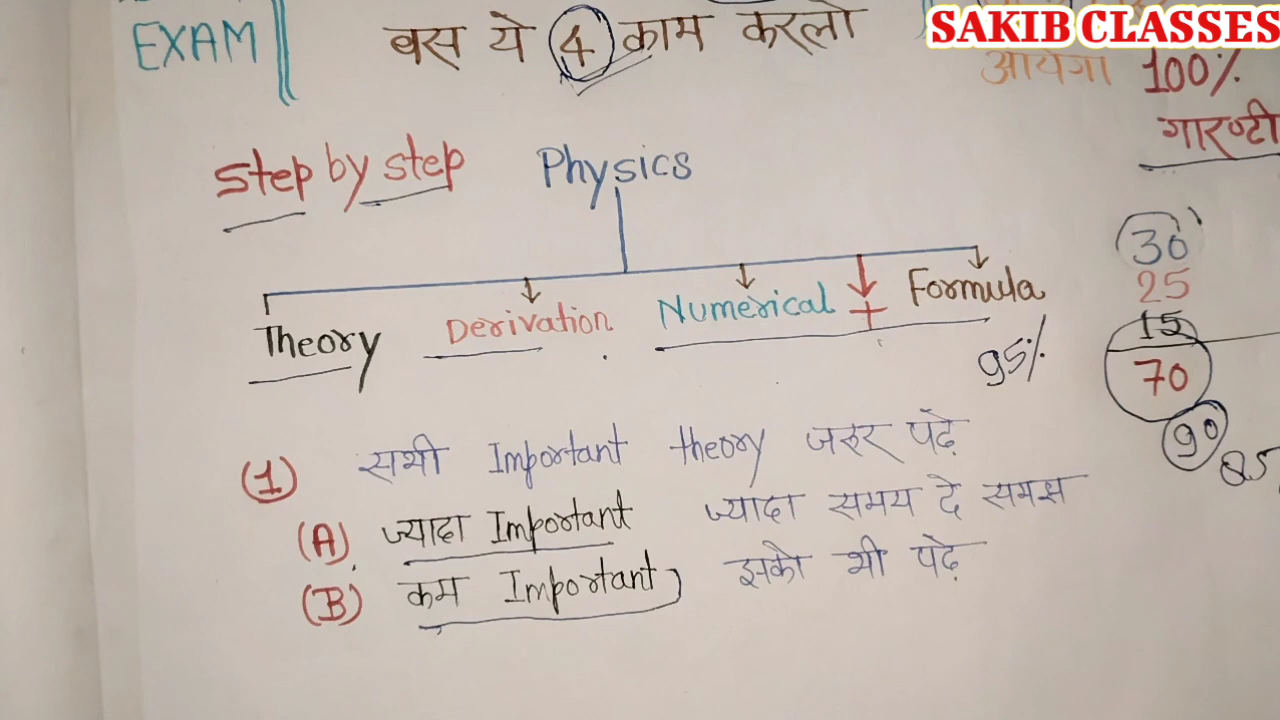 SAKIB CLASSES
EXAM
बस ये 4 काम करलो
आयेगा 100%
गारण्टी
Step by step
Physics
Theory
Derivation
Numerical
+
Formula
95%
30
25
15
70
90
85
(1) सभी Important theory जरुर पढ़े
(A) ज्यादा Important ज्यादा समय दे समझ
(B) कम Important इसको भी पढ़े